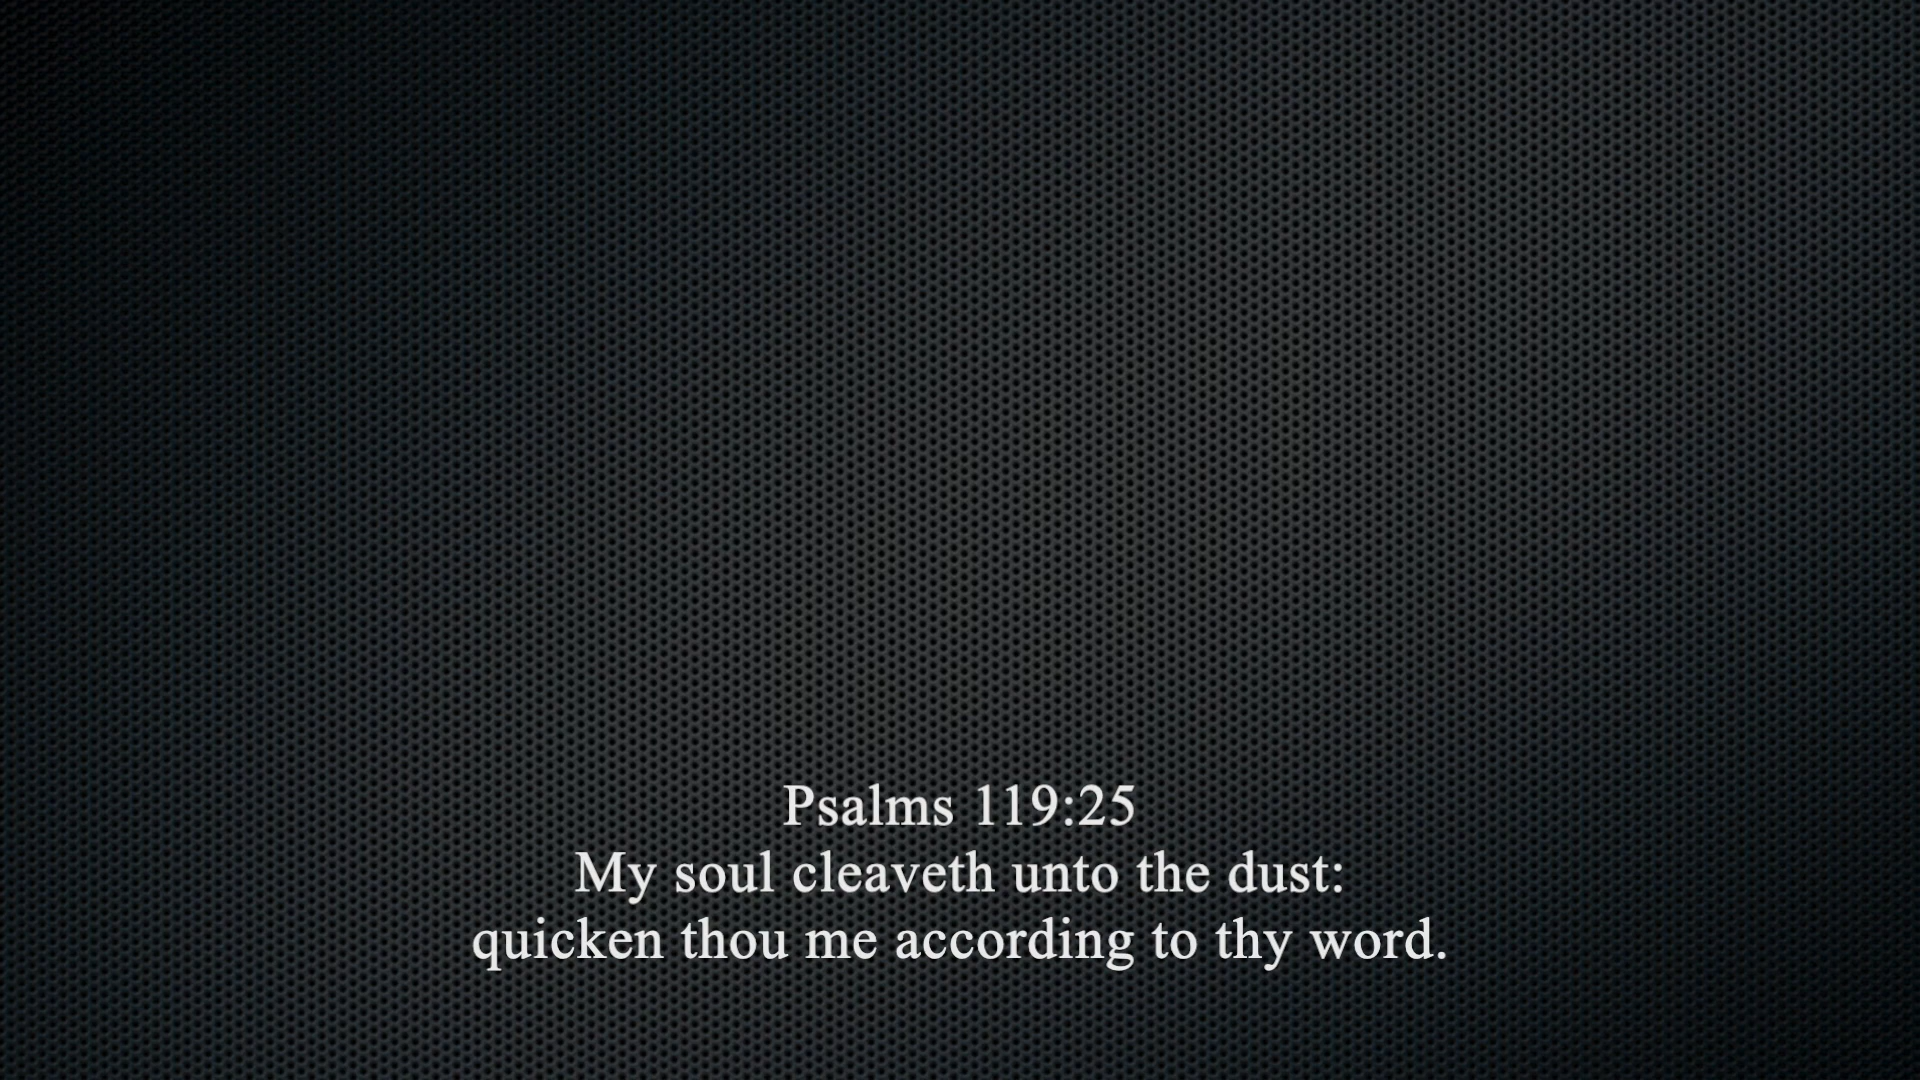 Psalms 119:25
My soul cleaveth unto the dust:
quicken thou me according to thy word.